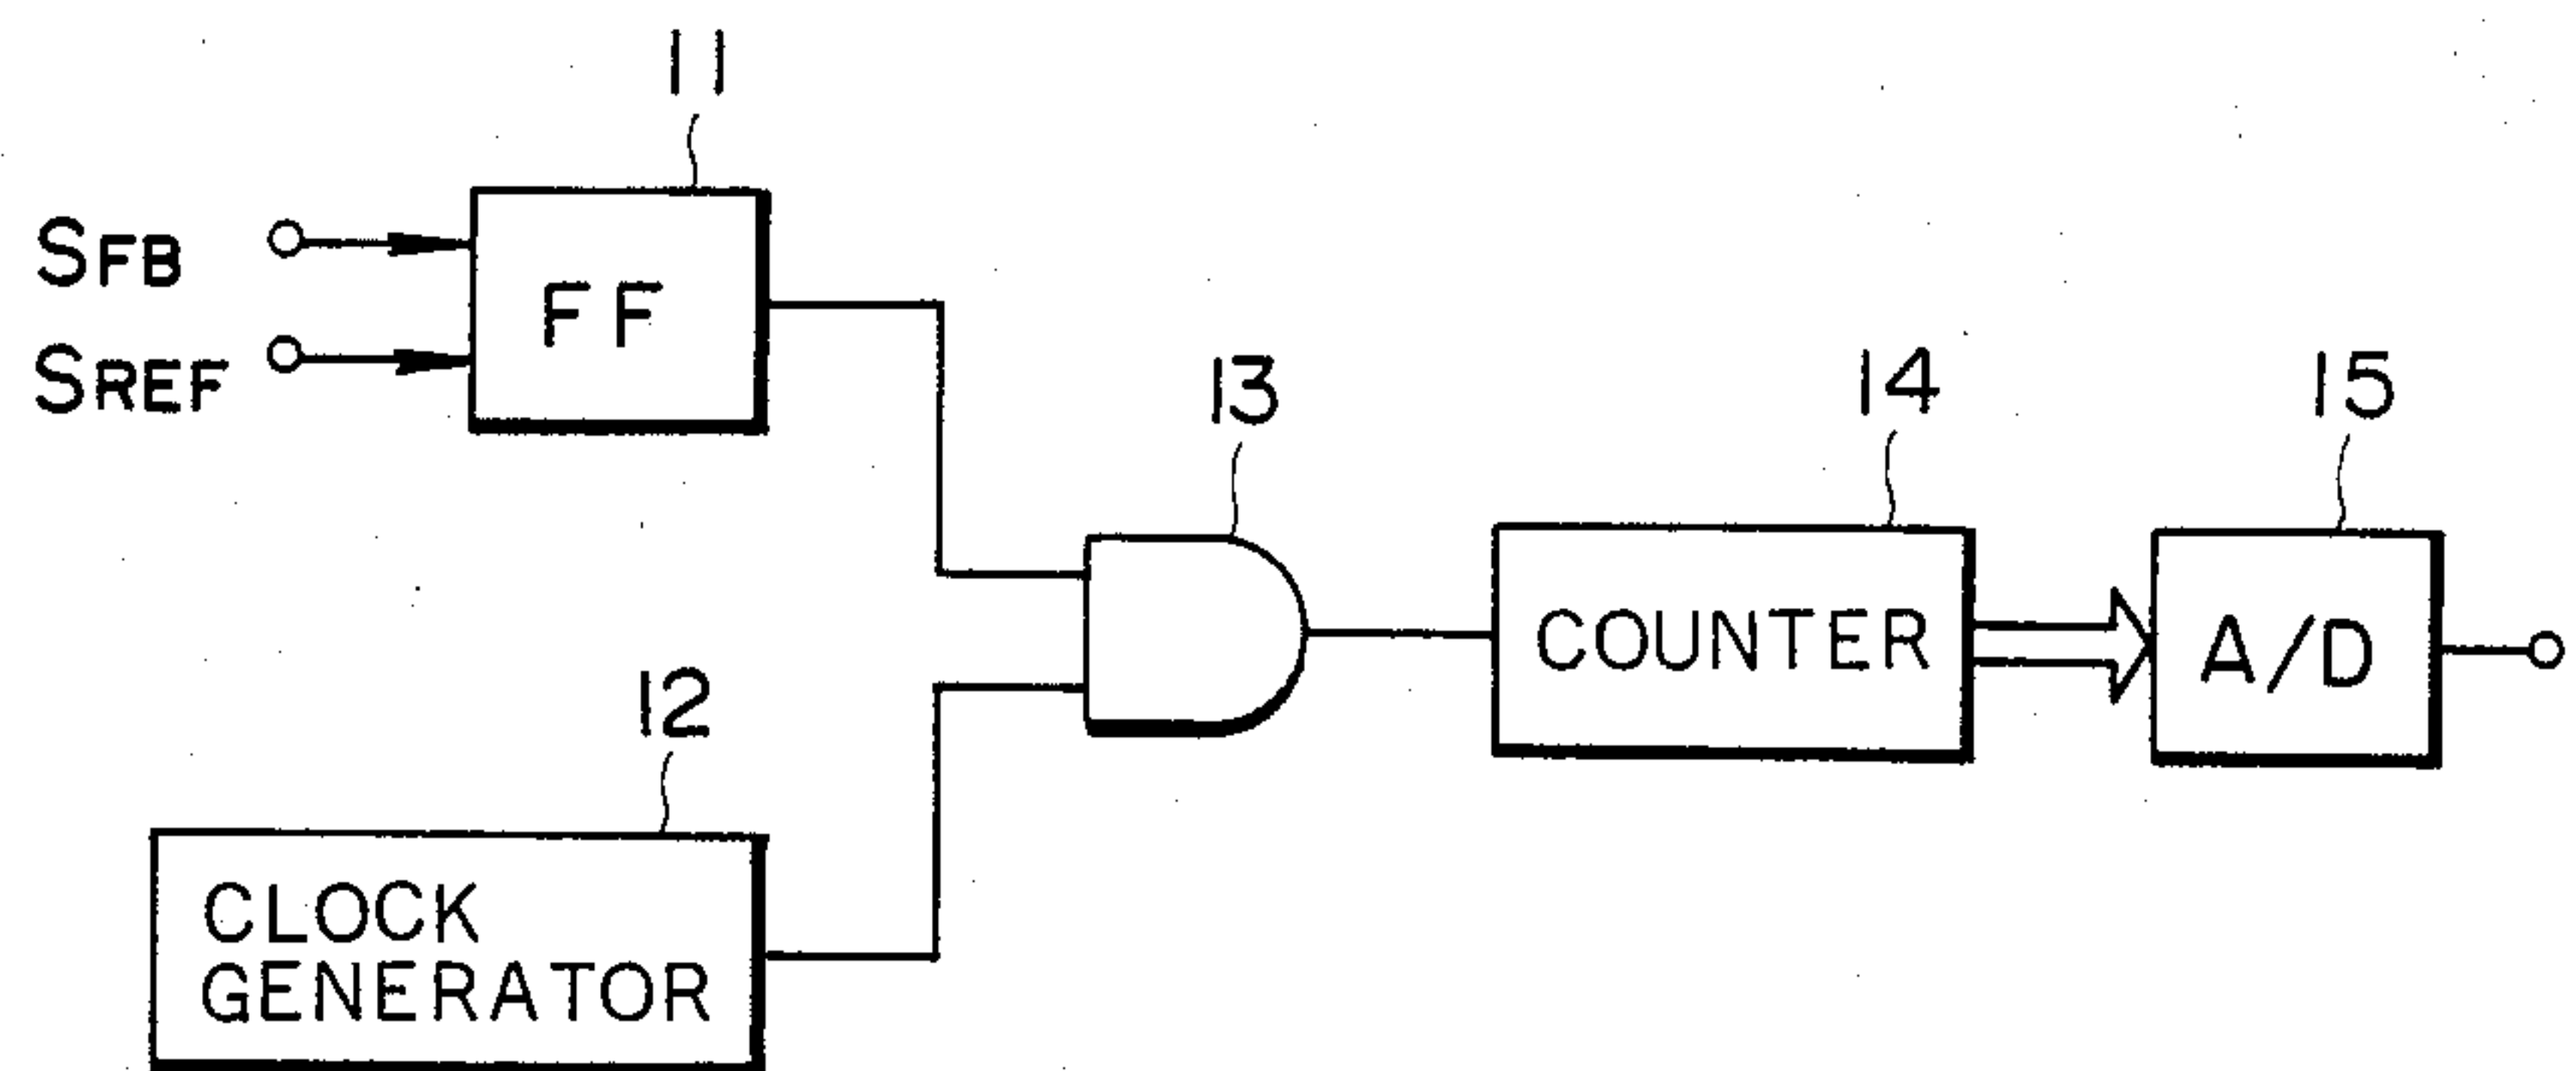 11
SFB
SREF
FF
13
14
15
COUNTER
A/D
12
CLOCK
GENERATOR